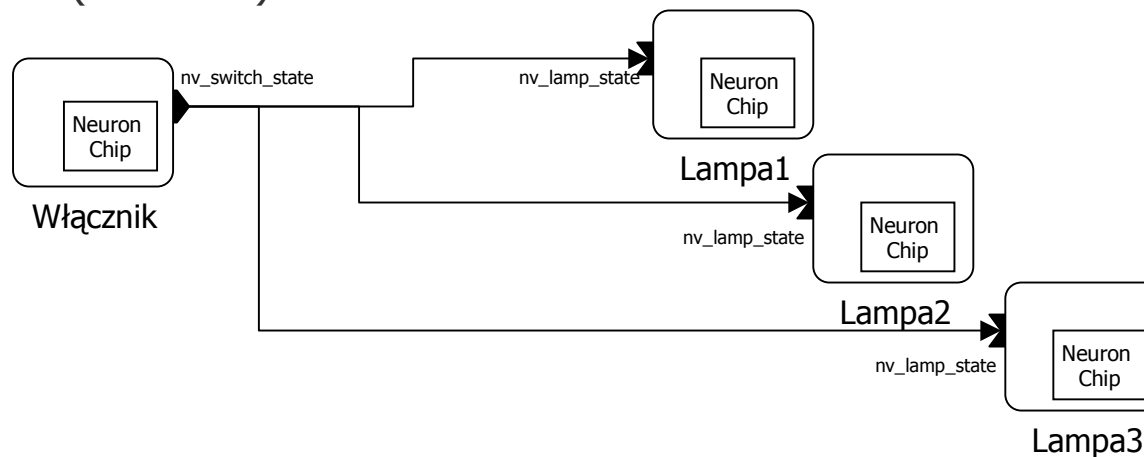 nv_switch_state
Neuron
Chip
Włącznik
nv_lamp_state
Neuron
Chip
Lampa1
nv_lamp_state
Neuron
Chip
Lampa2
nv_lamp_state
Neuron
Chip
Lampa3